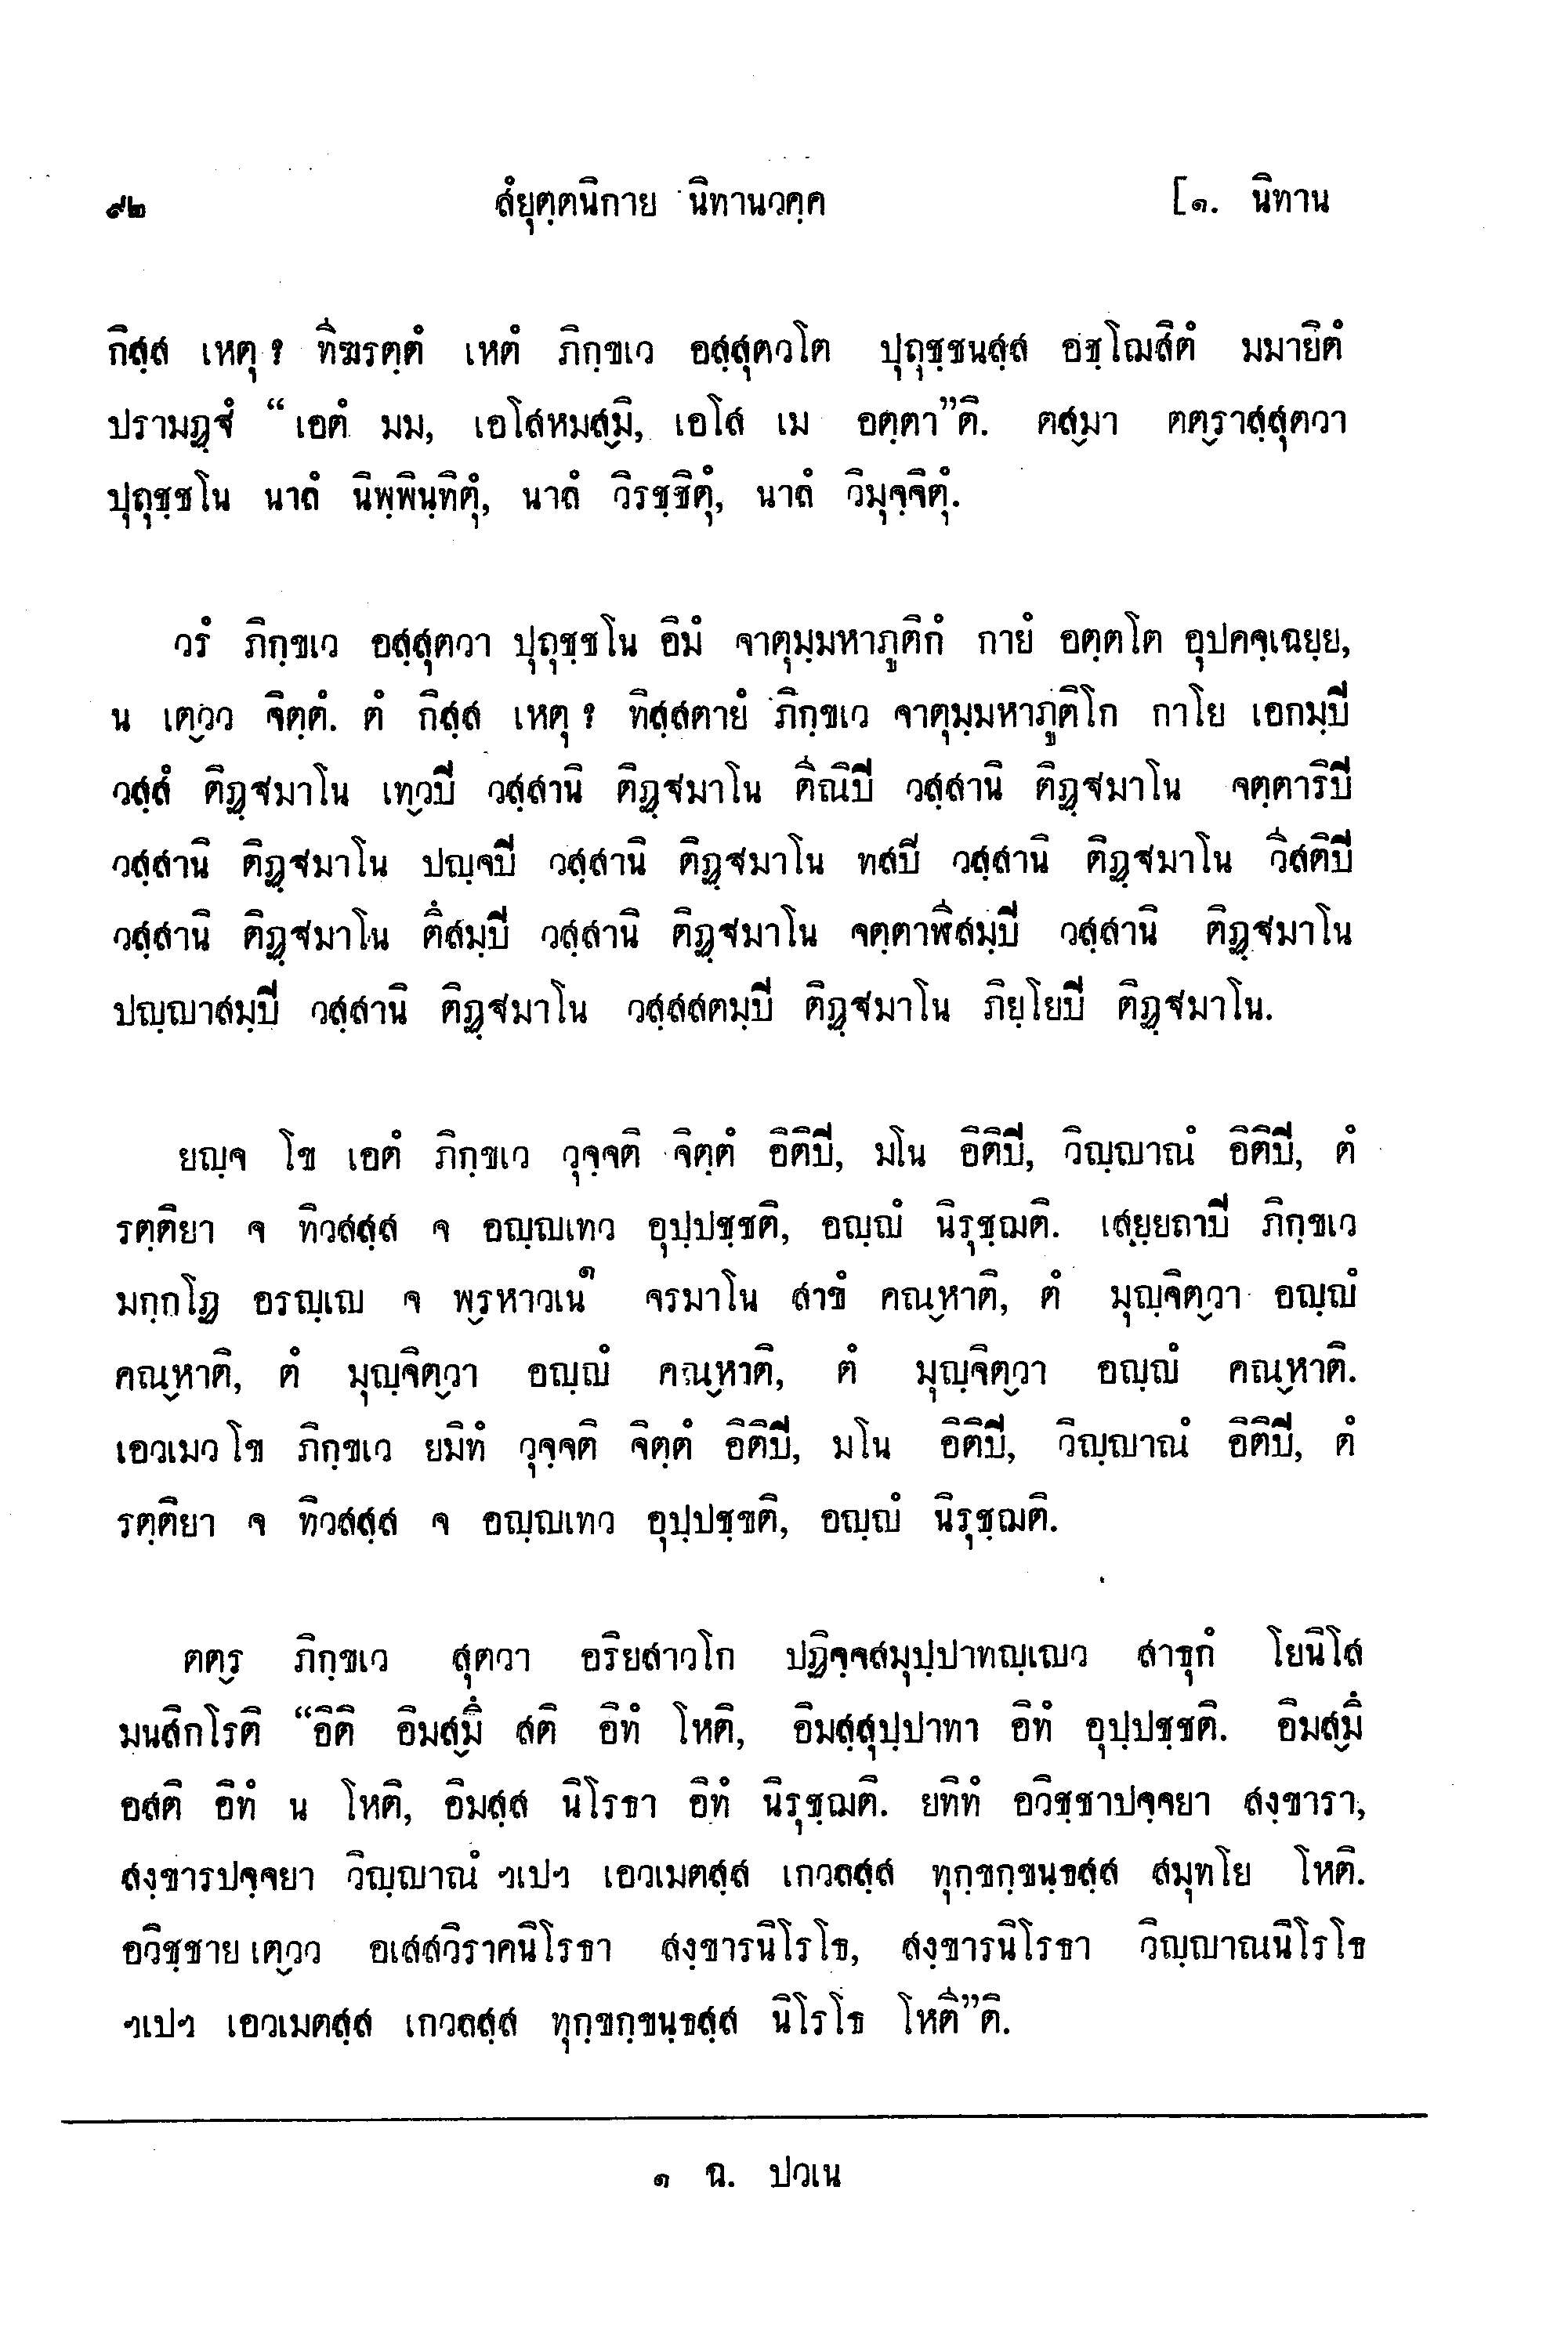 ๙๒ สํยุตฺตนิกาย นิทานวคฺค [๑. นิทาน
กิสฺส เหตุ ? ทีฆรตฺตํ เหตํ ภิกฺขเว อสฺสุตวโต ปุถุชฺชนสฺส อชฺโฌสิตํ มมายิตํ
ปรามฏฺฐํ “เอตํ มม, เอโสหมสฺมิ, เอโส เม อตฺตา”ติ. ตสฺมา ตตฺราสฺสุตวา
ปุถุชฺชโน นาลํ นิพฺพินฺทิตุํ, นาลํ วิรชฺชิตุํ, นาลํ วิมุจฺจิตุํ.
วรํ ภิกฺขเว อสฺสุตวา ปุถุชฺชโน อิมํ จาตุมฺมหาภูติกํ กายํ อตฺตโต อุปคจฺเฉยฺย,
น เตฺวว จิตฺตํ. ตํ กิสฺส เหตุ ? ทิสฺสตายํ ภิกฺขเว จาตุมฺมหาภูติโก กาโย เอกมฺปิ
วสฺสํ ติฏฺฐมาโน เทฺวปิ วสฺสานิ ติฏฺฐมาโน ตีณิปิ วสฺสานิ ติฏฺฐมาโน จตฺตาริปิ
วสฺสานิ ติฏฺฐมาโน ปญฺจปิ วสฺสานิ ติฏฺฐมาโน ทสปิ วสฺสานิ ติฏฺฐมาโน วีสติปิ
วสฺสานิ ติฏฺฐมาโน ตึสมฺปิ วสฺสานิ ติฏฺฐมาโน จตฺตาฬีสมฺปิ วสฺสานิ ติฏฺฐมาโน
ปญฺญาสมฺปิ วสฺสานิ ติฏฺฐมาโน วสฺสสตมฺปิ ติฏฺฐมาโน ภิยฺโยปิ ติฏฺฐมาโน.
ยญฺจ โข เอตํ ภิกฺขเว วุจฺจติ จิตฺตํ อิติปิ, มโน อิติปิ, วิญฺญาณํ อิติปิ, ตํ
รตฺติยา จ ทิวสสฺส จ อญฺญเทว อุปฺปชฺชติ, อญฺญํ นิรุชฺฌติ. เสยฺยถาปิ ภิกฺขเว
มกฺกโฏ อรญฺเญ จ พฺรหาวเน๑ จรมาโน สาขํ คณฺหาติ, ตํ มุญฺจิตฺวา อญฺญํ
คณฺหาติ, ตํ มุญฺจิตฺวา อญฺญํ คณฺหาติ, ตํ มุญฺจิตฺวา อญฺญํ คณฺหาติ.
เอวเมว โข ภิกฺขเว ยมิทํ วุจฺจติ จิตฺตํ อิติปิ, มโน อิติปิ, วิญฺญาณํ อิติปิ, ตํ
รตฺติยา จ ทิวสสฺส จ อญฺญเทว อุปฺปชฺชติ, อญฺญํ นิรุชฺฌติ.
ตตฺร ภิกฺขเว สุตวา อริยสาวโก ปฏิจฺจสมุปฺปาทญฺเญว สาธุกํ โยนิโส
มนสิกโรติ “อิติ อิมสฺมึ สติ อิทํ โหติ, อิมสฺสุปฺปาทา อิทํ อุปฺปชฺชติ. อิมสฺมึ
อสติ อิทํ น โหติ, อิมสฺส นิโรธา อิทํ นิรุชฺฌติ. ยทิทํ อวิชฺชาปจฺจยา สงฺขารา,
สงฺขารปจฺจยา วิญฺญาณํ ฯเปฯ เอวเมตสฺส เกวลสฺส ทุกฺขกฺขนฺธสฺส สมุทโย โหติ.
อวิชฺชาย เตฺวว อเสสวิราคนิโรธา สงฺขารนิโรโธ, สงฺขารนิโรธา วิญฺญาณนิโรโธ
ฯเปฯ เอวเมตสฺส เกวลสฺส ทุกฺขกฺขนฺธสฺส นิโรโธ โหตี”ติ.
๑ ฉ. ปวเน